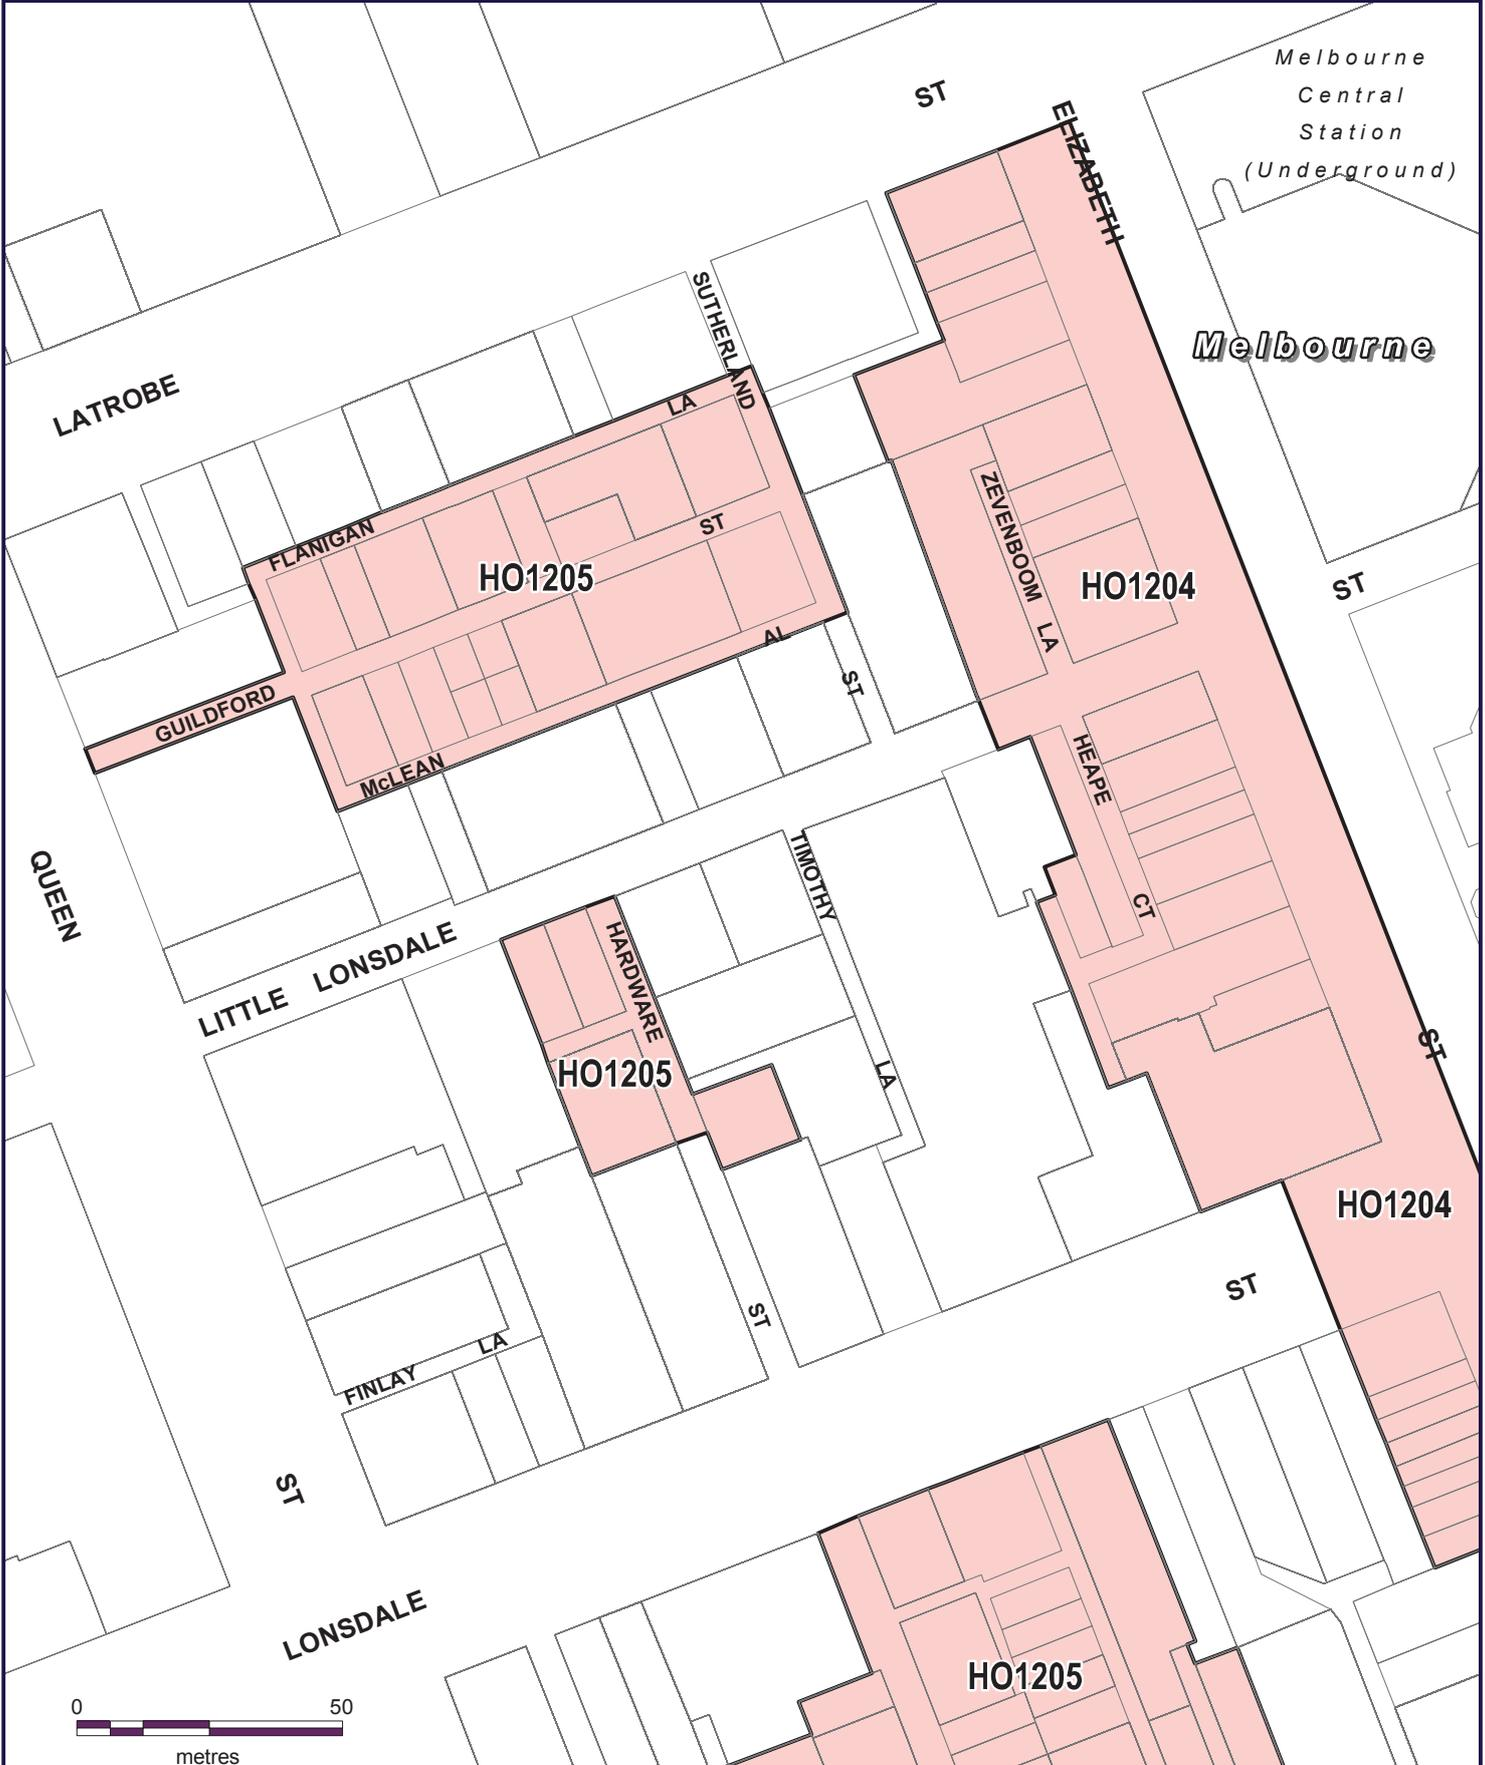 Melbourne
Central
Station
(Underground)
ST
ELIZABETH
SUTHERLAND
Melbourne
LATROBE
LA
FLANIGAN
ST
ZEVENBOOM
HO1205
HO1204
ST
LA
AL
ST
GUILDFORD
McLEAN
HEAPE
QUEEN
TIMOTHY
CT
LITTLE LONSDALE
HARDWARE
ST
HO1205
LA
HO1204
ST
ST
LA
FINLAY
ST
LONSDALE
HO1205
0 50
metres